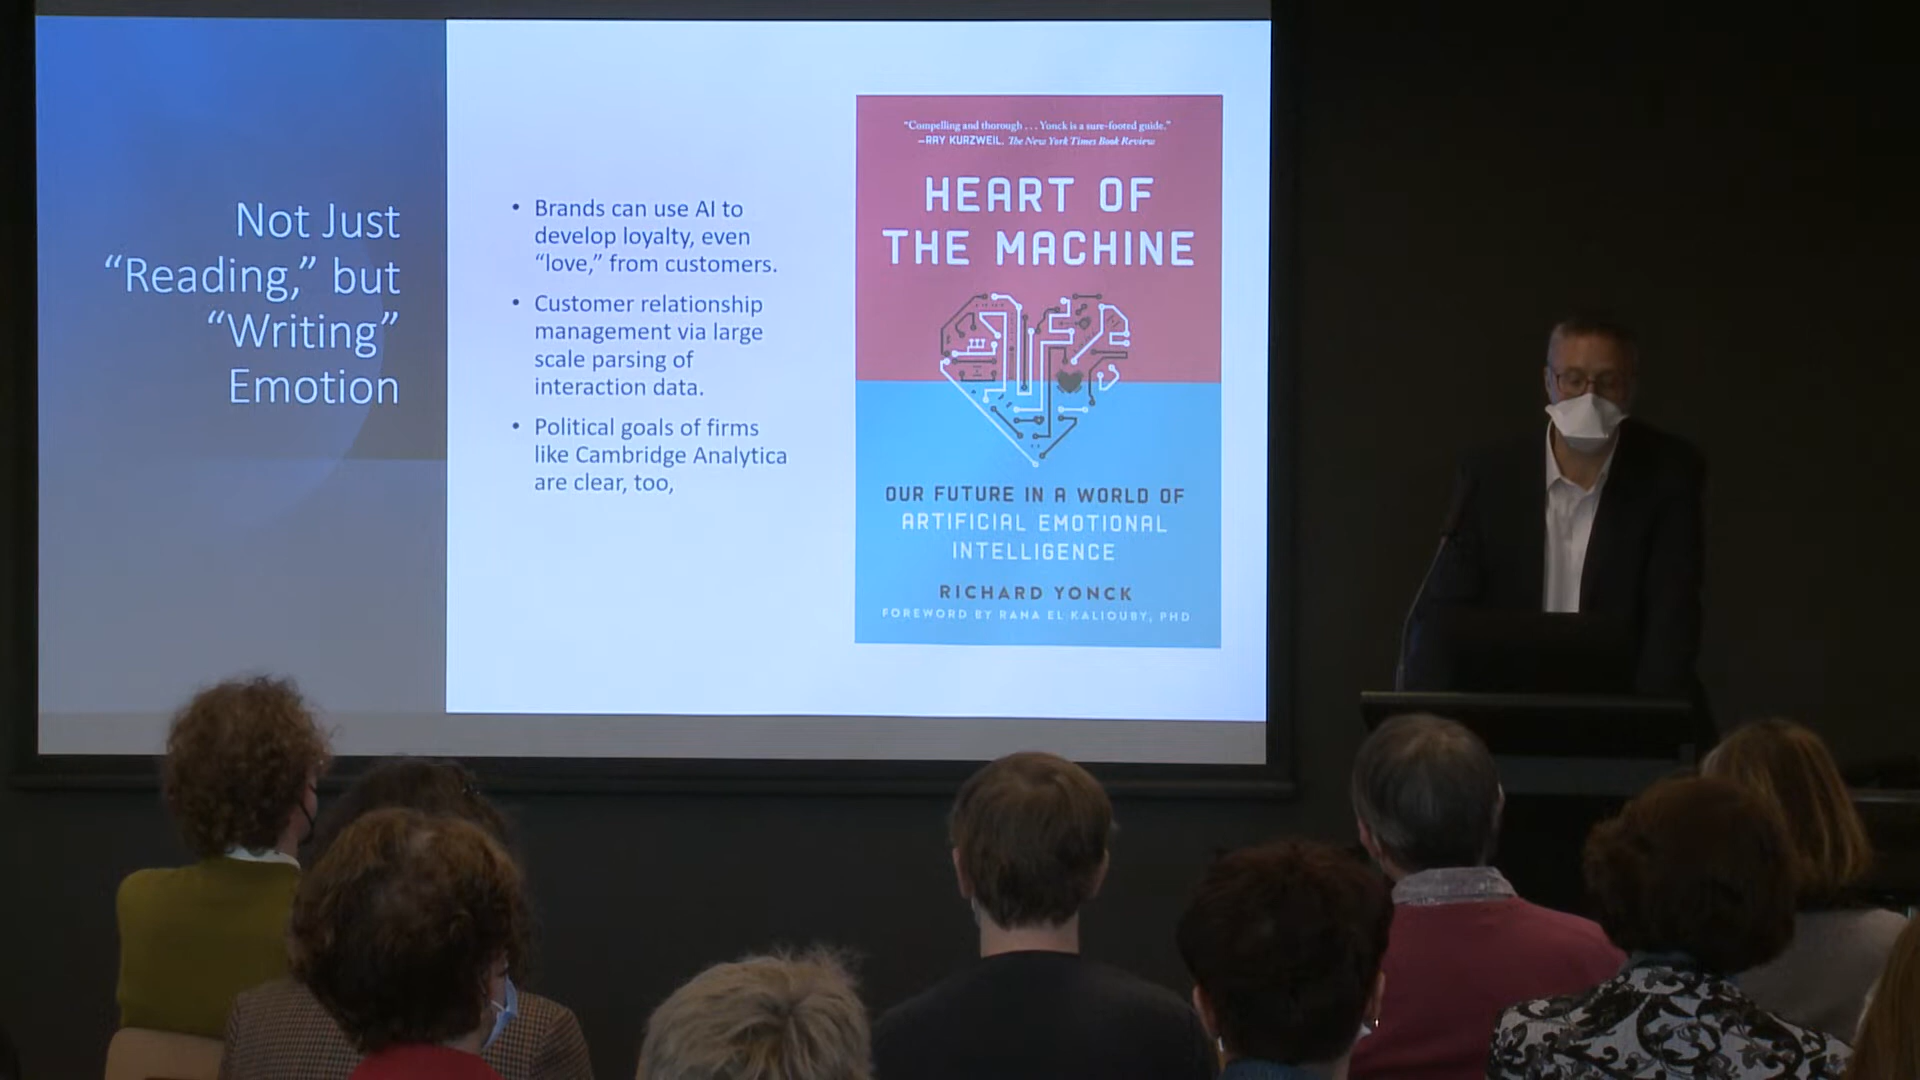 Not Just
“Reading,” but
“Writing”
Emotion
• Brands can use AI to
develop loyalty, even
“love,” from customers.
• Customer relationship
management via large
scale parsing of
interaction data.
• Political goals of firms
like Cambridge Analytica
are clear, too,
“Compelling and thorough . . . Yonck is a sure-footed guide.”
—RAY KURZWEIL, The New York Times Book Review
HEART OF
THE MACHINE
OUR FUTURE IN A WORLD OF
ARTIFICIAL EMOTIONAL
INTELLIGENCE
RICHARD YONCK
FOREWORD BY RANA EL KALIOUBY, PHD